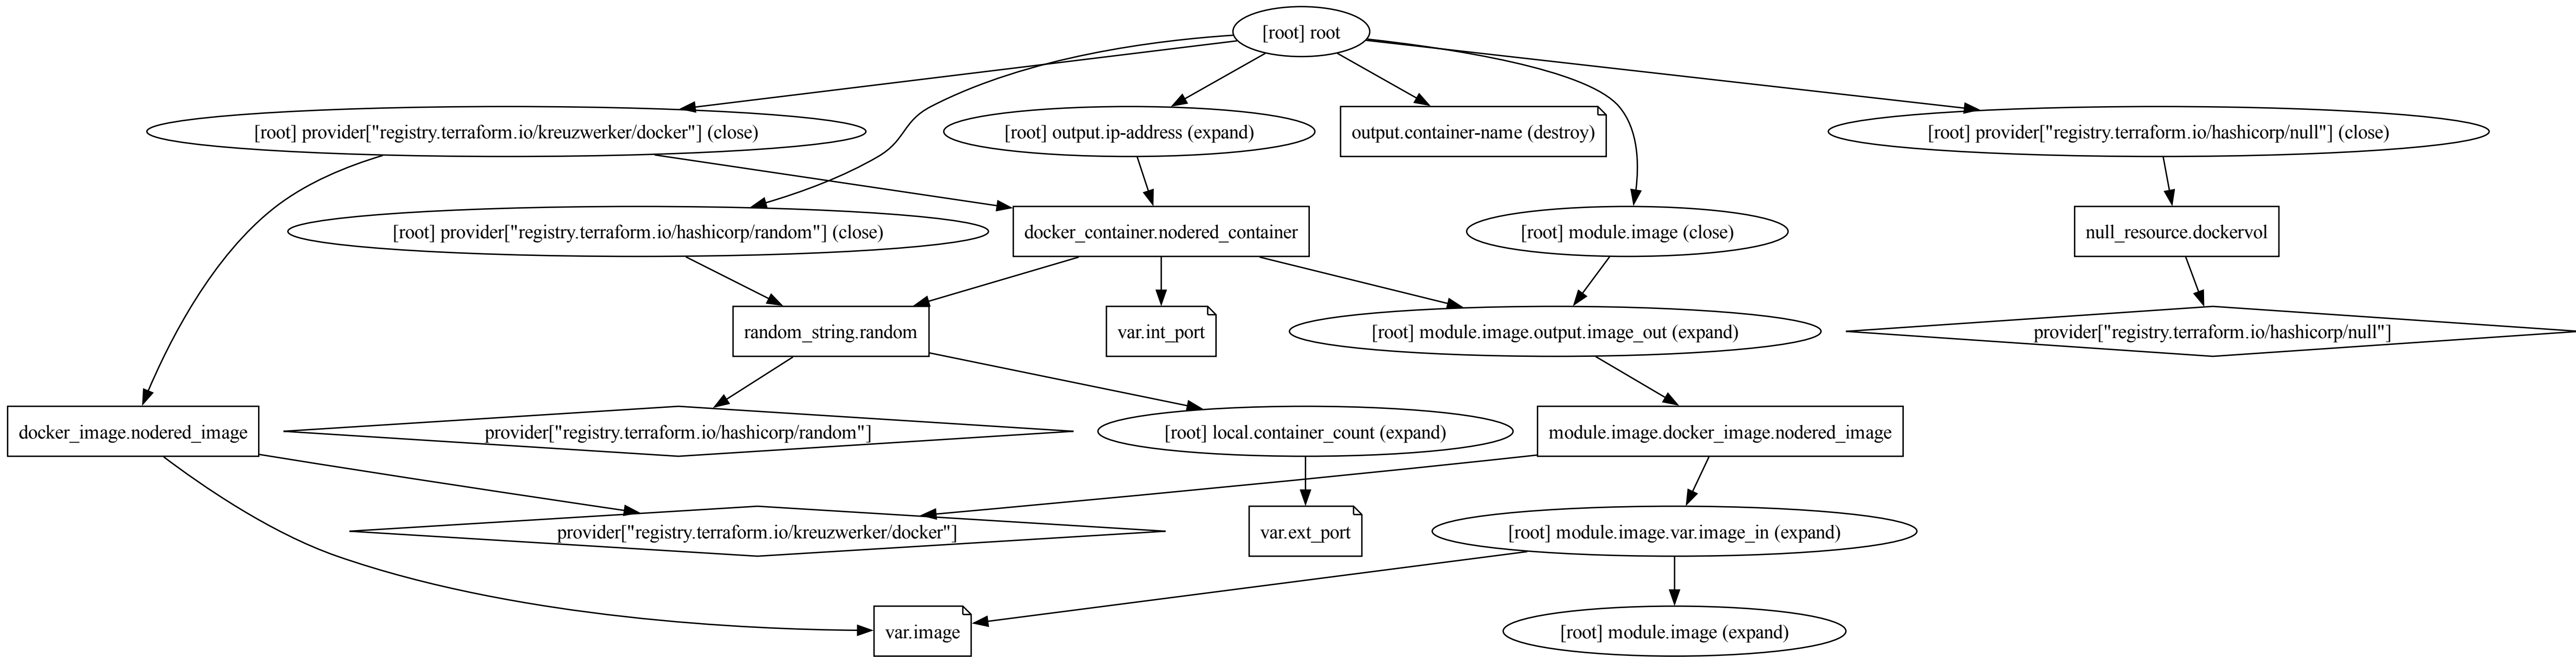 [root] root
[root] provider["registry.terraform.io/kreuzwerker/docker"] (close)
[root] output.ip-address (expand)
output.container-name (destroy)
[root] provider["registry.terraform.io/hashicorp/null"] (close)
[root] provider["registry.terraform.io/hashicorp/random"] (close)
docker_container.nodered_container
[root] module.image (close)
null_resource.dockervol
random_string.random
var.int_port
[root] module.image.output.image_out (expand)
provider["registry.terraform.io/hashicorp/null"]
docker_image.nodered_image
provider["registry.terraform.io/hashicorp/random"]
[root] local.container_count (expand)
module.image.docker_image.nodered_image
provider["registry.terraform.io/kreuzwerker/docker"]
var.ext_port
[root] module.image.var.image_in (expand)
var.image
[root] module.image (expand)